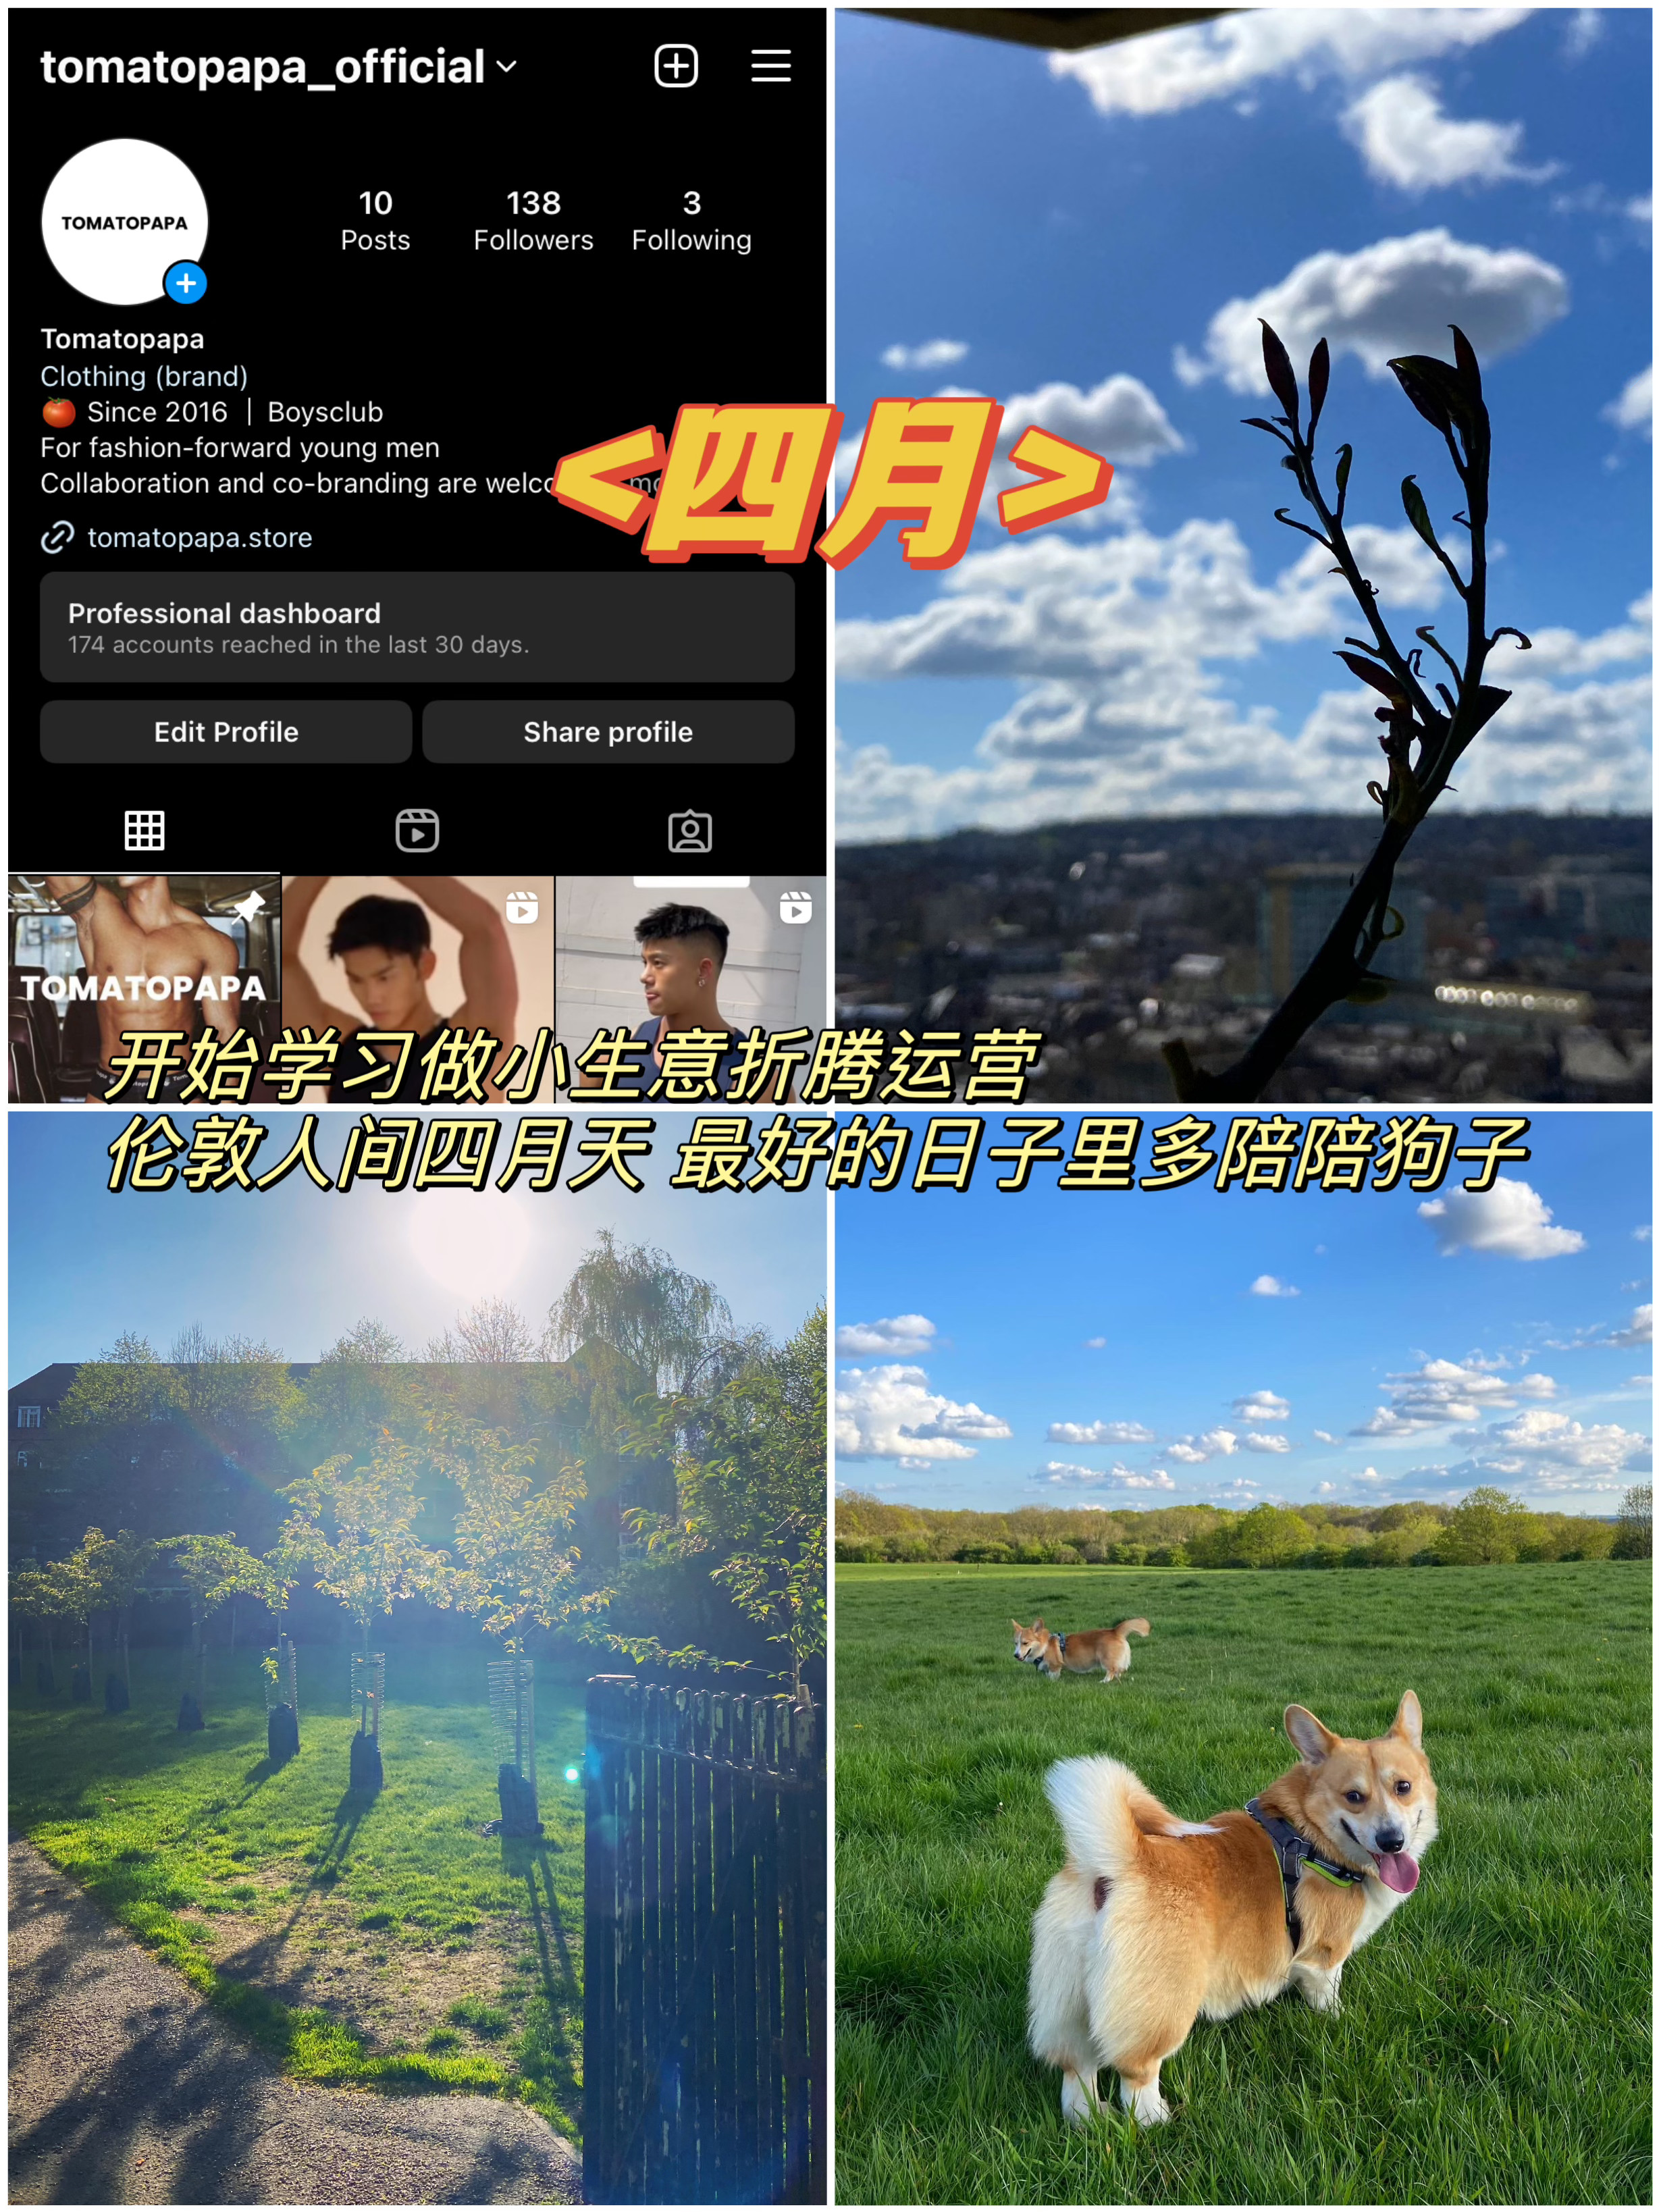 tomatopapa_official
TOMATOPAPA
10
138
3
Posts
Followers
Following
Tomatopapa
Clothing (brand)
🍅 Since 2016 | Boysclub
For fashion-forward young men
Collaboration and co-branding are
tomatopapa.store
<四月>
Professional dashboard
174 accounts reached in the last 30 days.
Edit Profile
Share profile
TOMATOPAPA
开始学习做小生意折腾运营
伦敦人间四月天 最好的日子里多陪陪狗子